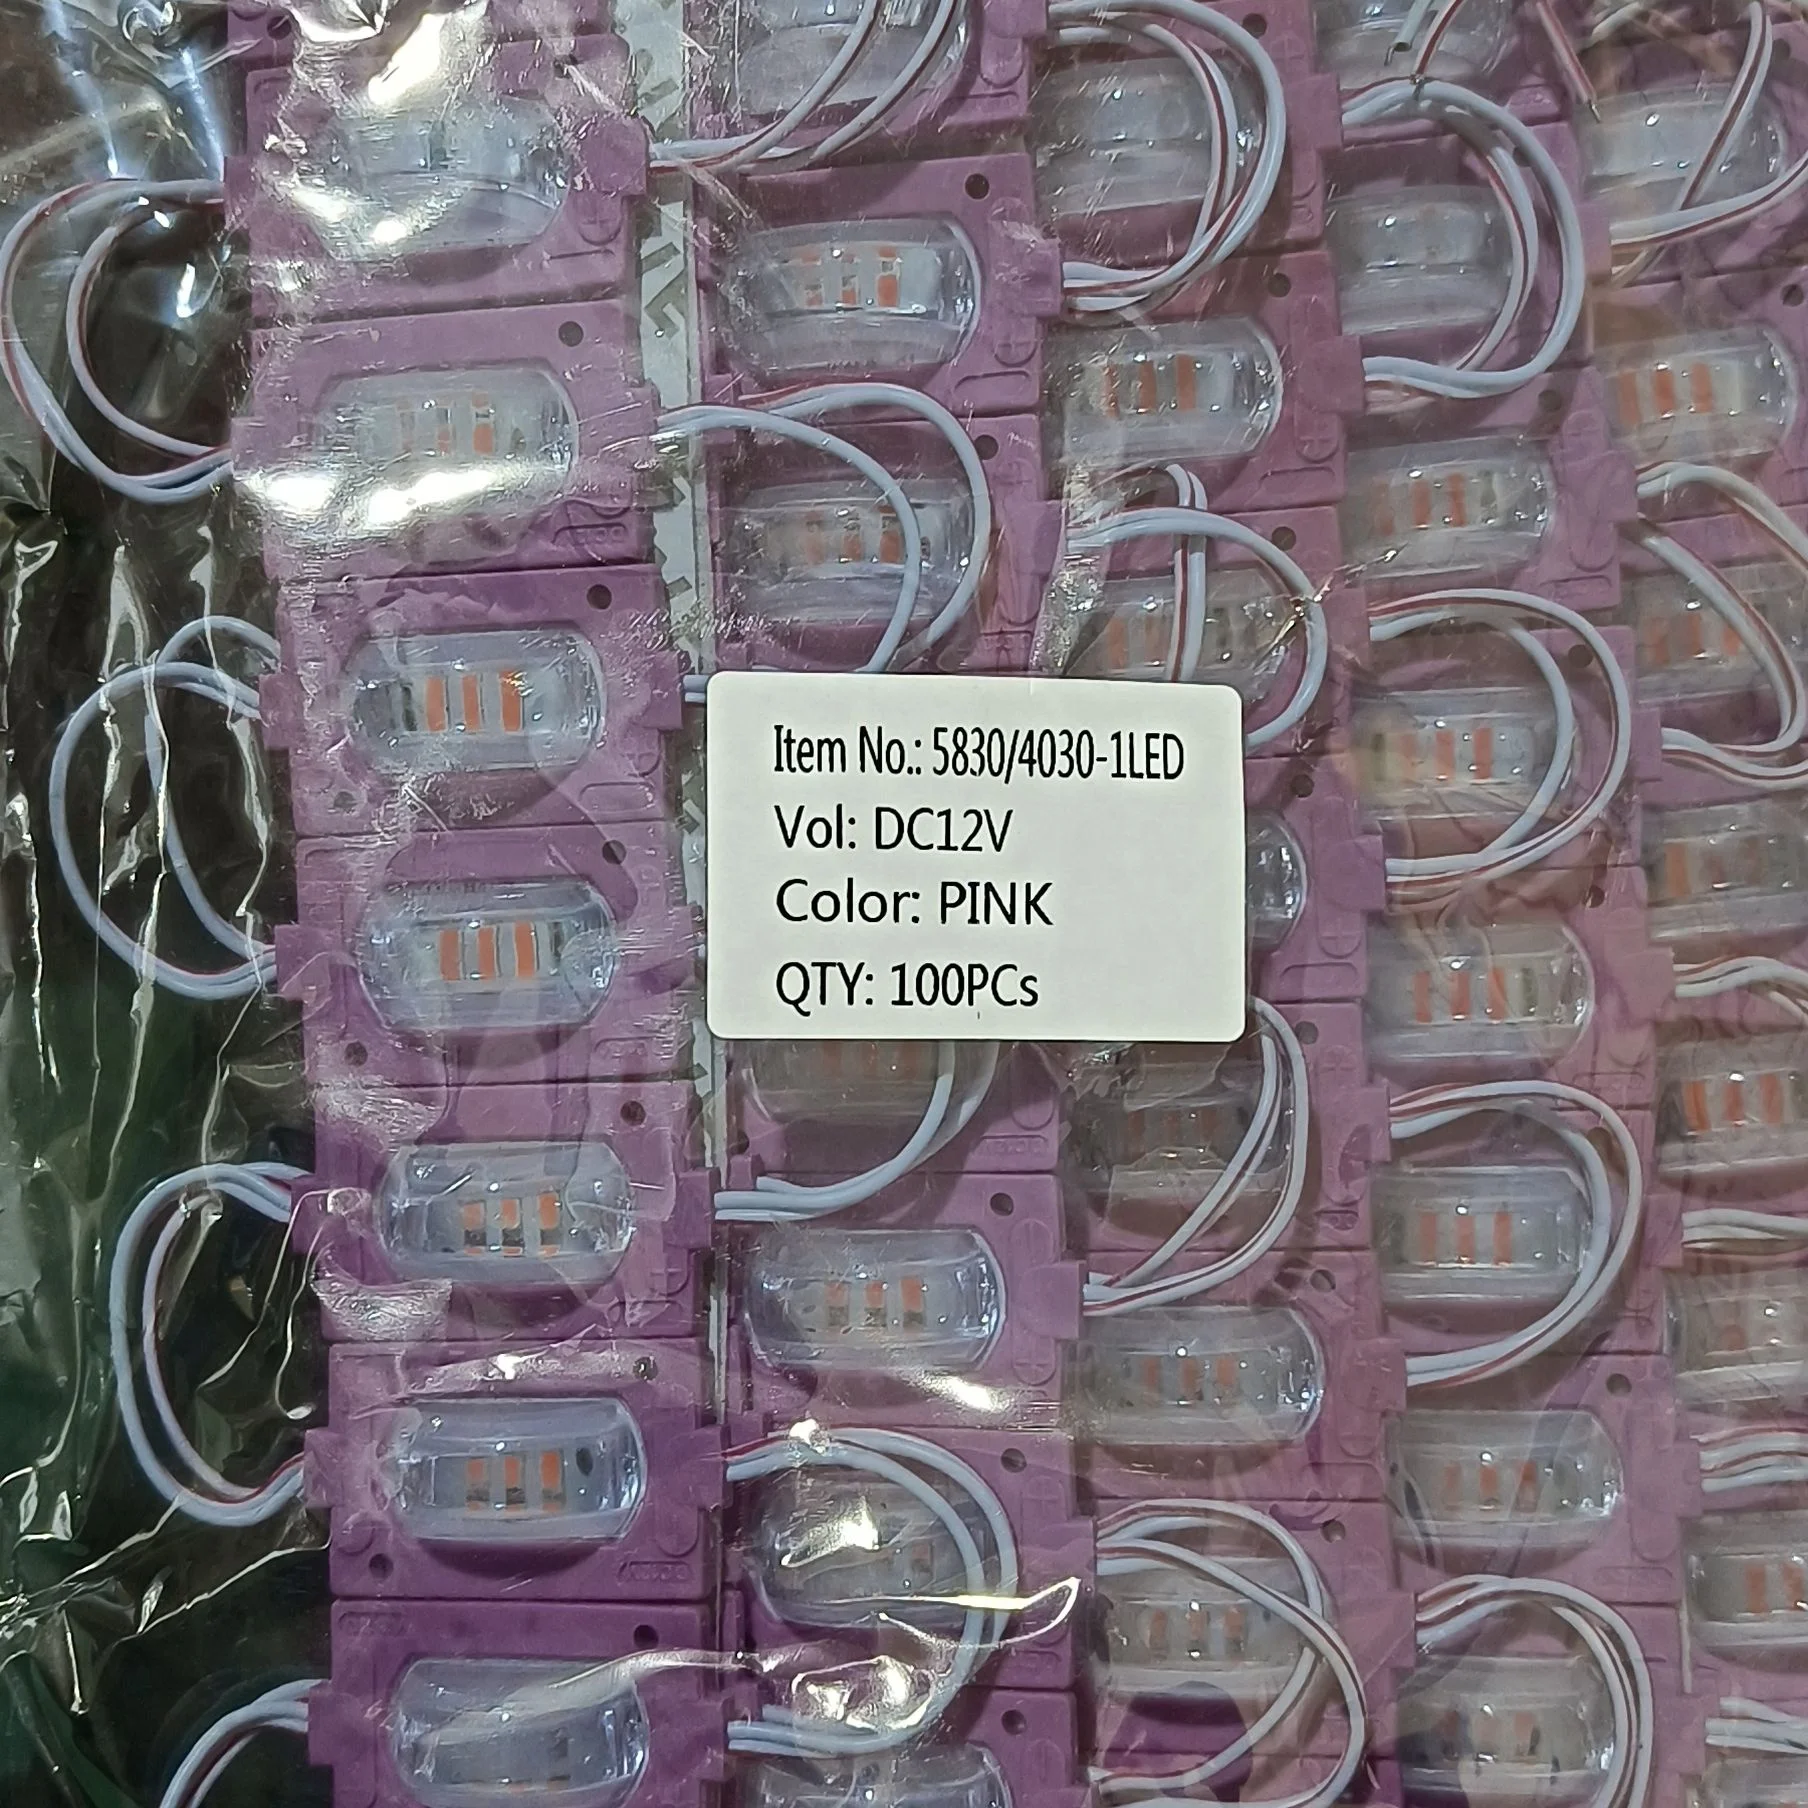 Item No.: 5830/4030-1LED
Vol: DC12V
Color: PINK
QTY: 100PCs